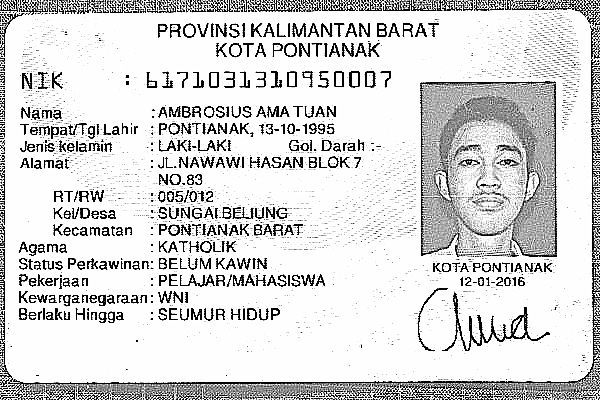 PROVINSI KALIMANTAN BARAT
KOTA PONTIANAK
NIK : 6171031310950007
Nama : AMBROSIUS AMA TUAN
Tempat/Tgl Lahir : PONTIANAK, 13-10-1995
Jenis kelamin : LAKI-LAKI Gol. Darah :-
Alamat : JL.NAWAWI HASAN BLOK 7
NO.83
RT/RW : 005/012
Kel/Desa : SUNGAI BELIUNG
Kecamatan : PONTIANAK BARAT
Agama : KATHOLIK
Status Perkawinan: BELUM KAWIN
Pekerjaan : PELAJAR/MAHASISWA
Kewarganegaraan: WNI
Berlaku Hingga : SEUMUR HIDUP
KOTA PONTIANAK
12-01-2016